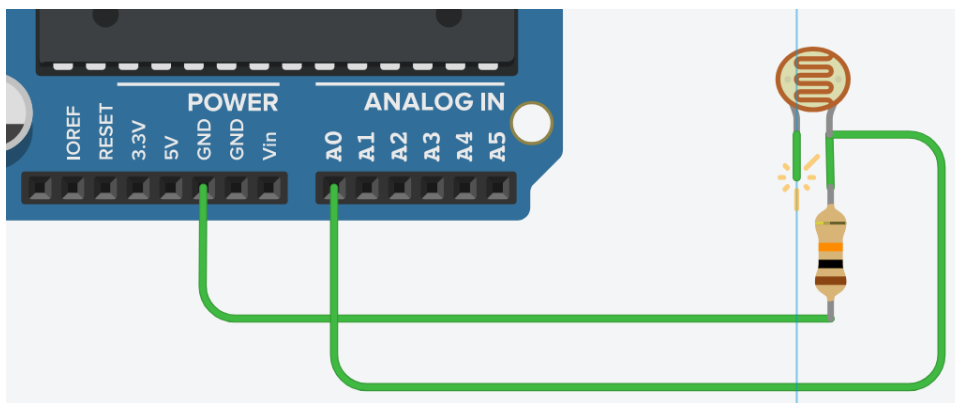 POWER
ANALOG IN
IOREF
RESET
3.3V
5V
GND
GND
Vin
A0
A1
A2
A3
A4
A5